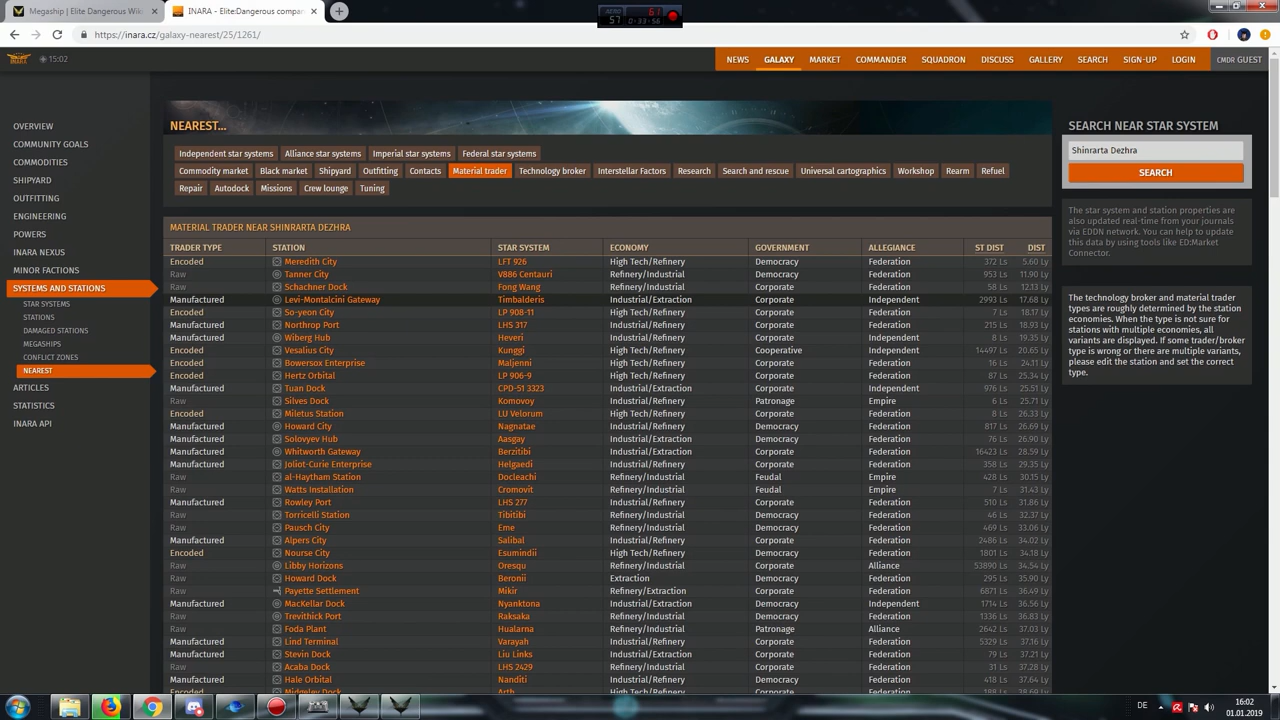 Megaship | Elite Dangerous Wiki
INARA - Elite:Dangerous compan
https://inara.cz/galaxy-nearest/25/1261/
15:02
NEWS GALAXY MARKET COMMANDER SQUADRON DISCUSS GALLERY SEARCH SIGN-UP LOGIN CMDR GUEST
OVERVIEW
COMMUNITY GOALS
COMMODITIES
SHIPYARD
OUTFITTING
ENGINEERING
POWERS
INARA NEXUS
MINOR FACTIONS
SYSTEMS AND STATIONS
STAR SYSTEMS
STATIONS
DAMAGED STATIONS
MEGASHIPS
CONFLICT ZONES
NEAREST
ARTICLES
STATISTICS
INARA API
NEAREST...
Independent star systems Alliance star systems Imperial star systems Federal star systems
Commodity market Black market Shipyard Outfitting Contacts Material trader Technology broker Interstellar Factors Research Search and rescue Universal cartographics Workshop Rearm Refuel
Repair Autodock Missions Crew lounge Tuning
MATERIAL TRADER NEAR SHINRARTA DEZHRA
TRADER TYPE STATION STAR SYSTEM ECONOMY GOVERNMENT ALLEGIANCE ST DIST DIST
Encoded Meredith City LFT 926 High Tech/Refinery Democracy Federation 372 Ls 5.60 Ly
Raw Tanner City V886 Centauri Refinery/Industrial Democracy Federation 953 Ls 11.90 Ly
Raw Schachner Dock Fong Wang Refinery/Industrial Corporate Federation 58 Ls 12.13 Ly
Manufactured Levi-Montalcini Gateway Timbalderis Industrial/Extraction Corporate Independent 2993 Ls 17.68 Ly
Encoded So-yeon City LP 908-11 High Tech/Refinery Corporate Federation 7 Ls 18.17 Ly
Manufactured Northrop Port LHS 317 Industrial/Refinery Democracy Federation 215 Ls 18.93 Ly
Manufactured Wiberg Hub Heveri Industrial/Refinery Corporate Independent 8 Ls 19.35 Ly
Encoded Vesalius City Kunggi High Tech/Refinery Cooperative Independent 14497 Ls 20.65 Ly
Encoded Bowersox Enterprise Maljenni High Tech/Refinery Corporate Federation 16 Ls 24.11 Ly
Encoded Hertz Orbital LP 906-9 High Tech/Refinery Corporate Federation 87 Ls 25.34 Ly
Manufactured Tuan Dock CPD-51 3323 Industrial/Extraction Corporate Independent 976 Ls 25.51 Ly
Raw Silves Dock Komovoy Refinery/Industrial Patronage Empire 6 Ls 25.71 Ly
Encoded Miletus Station LU Velorum High Tech/Refinery Corporate Federation 8 Ls 26.33 Ly
Manufactured Howard City Nagnatae Industrial/Refinery Democracy Federation 817 Ls 26.69 Ly
Manufactured Solovyev Hub Aasgay Industrial/Extraction Democracy Federation 76 Ls 26.90 Ly
Manufactured Whitworth Gateway Berzitibi Industrial/Extraction Corporate Federation 16423 Ls 28.59 Ly
Manufactured Joliot-Curie Enterprise Helgaedi Industrial/Refinery Corporate Federation 358 Ls 29.35 Ly
Raw al-Haytham Station Docleachi Refinery/Industrial Feudal Empire 428 Ls 30.15 Ly
Raw Watts Installation Cromovit Refinery/Industrial Feudal Empire 7 Ls 31.43 Ly
Manufactured Rowley Port LHS 277 Industrial/Refinery Corporate Federation 510 Ls 31.86 Ly
Raw Torricelli Station Tibitibi Refinery/Industrial Democracy Federation 46 Ls 32.37 Ly
Raw Pausch City Eme Refinery/Industrial Democracy Federation 469 Ls 33.06 Ly
Manufactured Alpers City Salibal Industrial/Refinery Corporate Federation 2486 Ls 34.02 Ly
Encoded Nourse City Esumindii High Tech/Refinery Democracy Federation 1801 Ls 34.18 Ly
Raw Libby Horizons Oresqu Refinery/Industrial Corporate Alliance 53890 Ls 34.54 Ly
Raw Howard Dock Beronii Extraction Democracy Federation 295 Ls 35.90 Ly
Raw Payette Settlement Mikir Refinery/Extraction Corporate Federation 6871 Ls 36.49 Ly
Manufactured MacKellar Dock Nyanktona Industrial/Extraction Democracy Independent 1714 Ls 36.56 Ly
Raw Trevithick Port Raksaka Refinery/Industrial Democracy Federation 1336 Ls 36.83 Ly
Raw Foda Plant Hualarna Refinery/Industrial Patronage Alliance 2642 Ls 37.03 Ly
Manufactured Lind Terminal Varayah Industrial/Refinery Corporate Federation 5329 Ls 37.16 Ly
Manufactured Stevin Dock Liu Links Industrial/Extraction Democracy Federation 79 Ls 37.21 Ly
Raw Acaba Dock LHS 2429 Refinery/Industrial Corporate Federation 31 Ls 37.28 Ly
Manufactured Hale Orbital Nandh Industrial/Refinery Democracy Federation 418 Ls 37.64 Ly
Encoded Midgeley Dock Arth High Tech/Refinery Democracy Federation 188 Ls 38.69 Ly
SEARCH NEAR STAR SYSTEM
Shinrarta Dezhra
SEARCH
The star system and station properties are
also updated real-time from your journals
via EDDN network. You can help to update
this data by using tools like ED:Market
Connector.
The technology broker and material trader
types are roughly determined by the station
economies. When the type is not sure for
stations with multiple economies, all
variants are displayed. If some trader/broker
type is wrong or there are multiple variants,
please edit the station and set the correct
type.
DE
16:02
01.01.2019